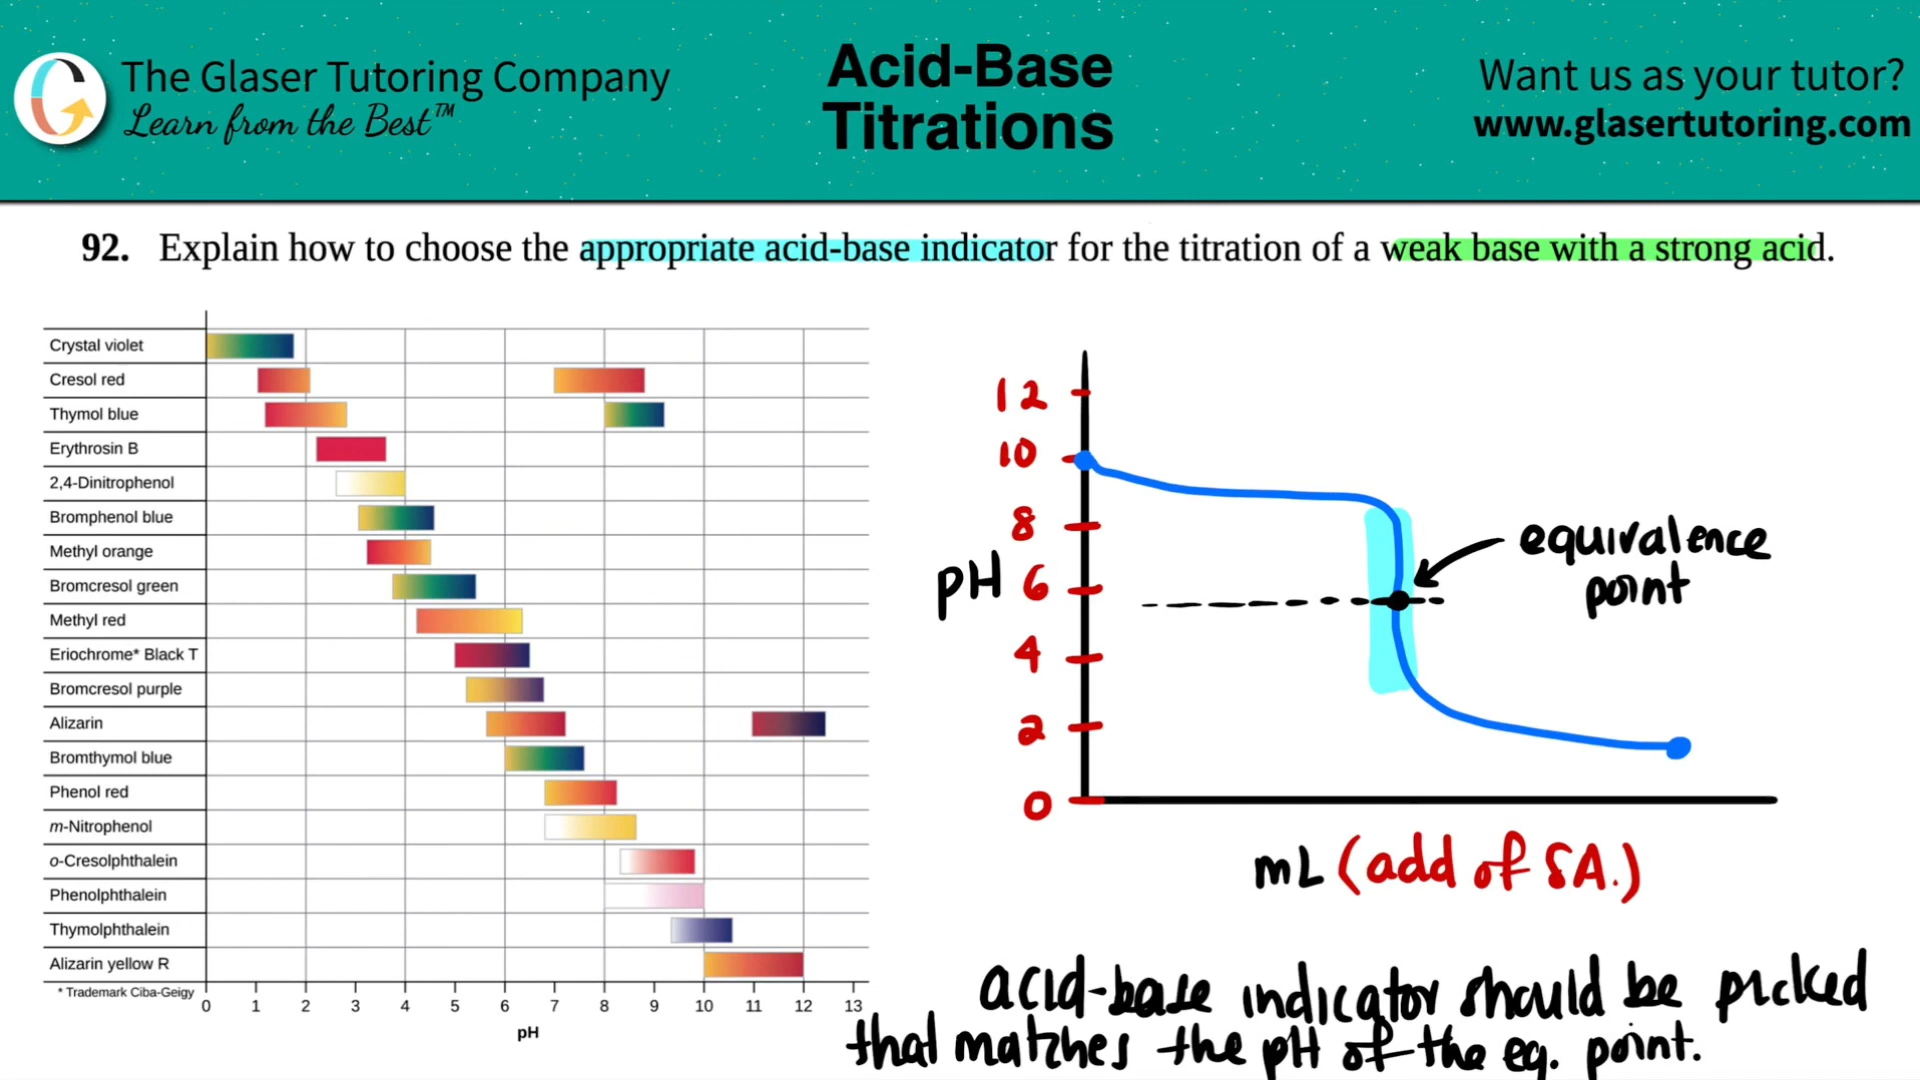 The Glaser Tutoring Company
Learn from the Best™
Acid-Base
Titrations
Want us as your tutor?
www.glasertutoring.com
92. Explain how to choose the appropriate acid-base indicator for the titration of a weak base with a strong acid.
Crystal violet
Cresol red
Thymol blue
Erythrosin B
2,4-Dinitrophenol
Bromphenol blue
Methyl orange
Bromcresol green
Methyl red
Eriochrome* Black T
Bromcresol purple
Alizarin
Bromthymol blue
Phenol red
m-Nitrophenol
o-Cresolphthalein
Phenolphthalein
Thymolphthalein
Alizarin yellow R
* Trademark Ciba-Geigy
0 1 2 3 4 5 6 7 8 9 10 11 12 13
pH
12
10
8
pH 6
4
2
0
equivalence
point
mL (add of SA.)
acid-base indicator should be picked
that matches the pH of the eq. point.